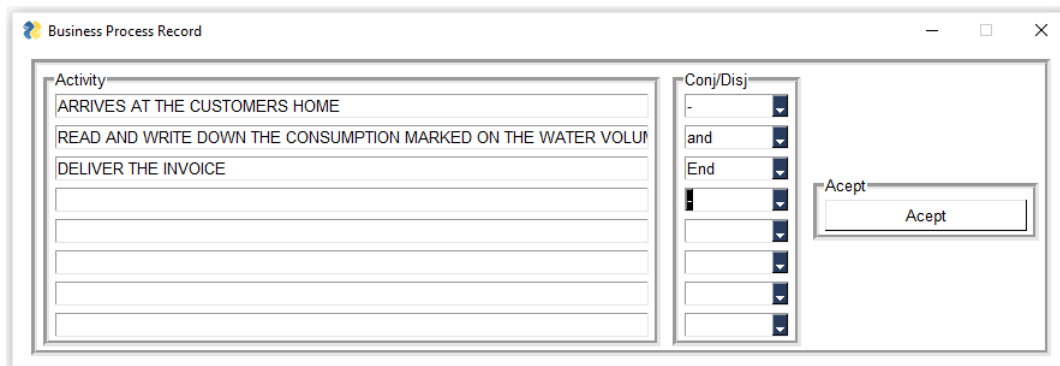 Business Process Record
Activity
Conj/Disj
ARRIVES AT THE CUSTOMERS HOME
-
READ AND WRITE DOWN THE CONSUMPTION MARKED ON THE WATER
and
DELIVER THE INVOICE
End
-
Acept
Acept